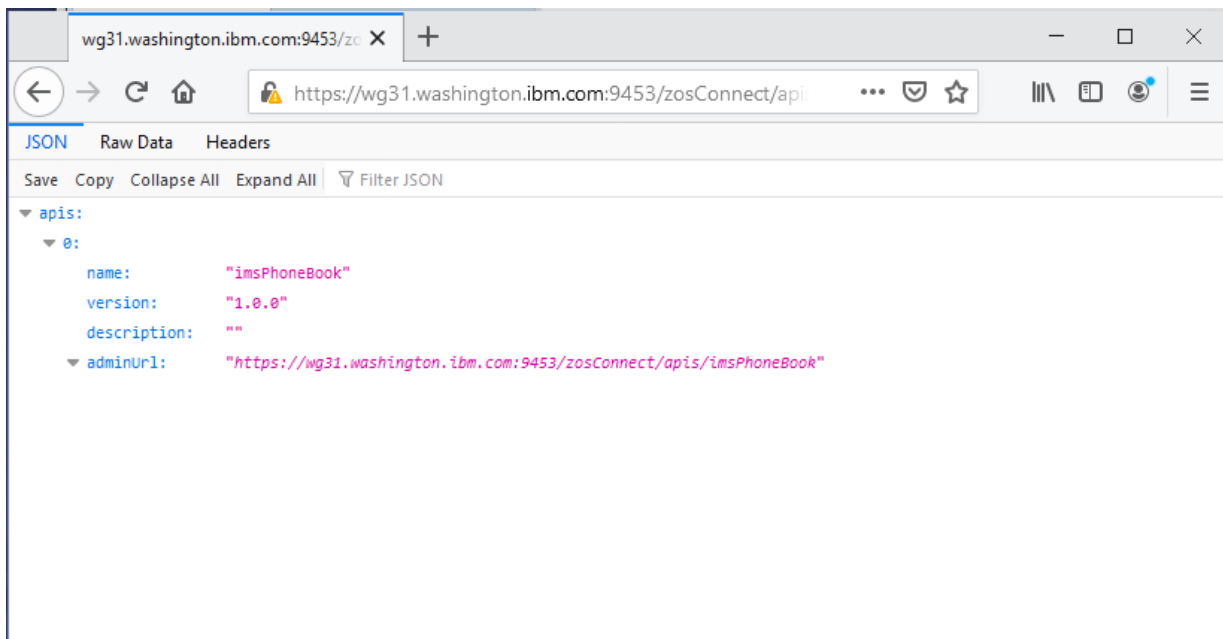 wg31.washington.ibm.com:9453/zo
https://wg31.washington.ibm.com:9453/zosConnect/api
JSON Raw Data Headers
Save Copy Collapse All Expand All Filter JSON
apis:
0:
name: "imsPhoneBook"
version: "1.0.0"
description: ""
adminUrl: "https://wg31.washington.ibm.com:9453/zosConnect/apis/imsPhoneBook"